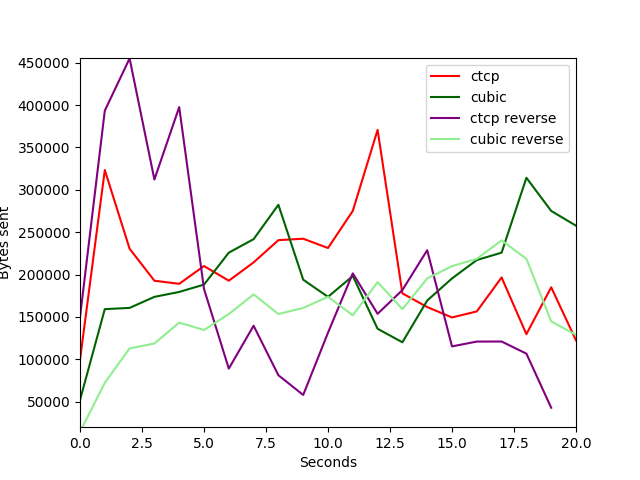 450000
400000
350000
300000
250000
200000
150000
100000
50000
Bytes sent
0.0 2.5 5.0 7.5 10.0 12.5 15.0 17.5 20.0
Seconds
ctcp
cubic
ctcp reverse
cubic reverse